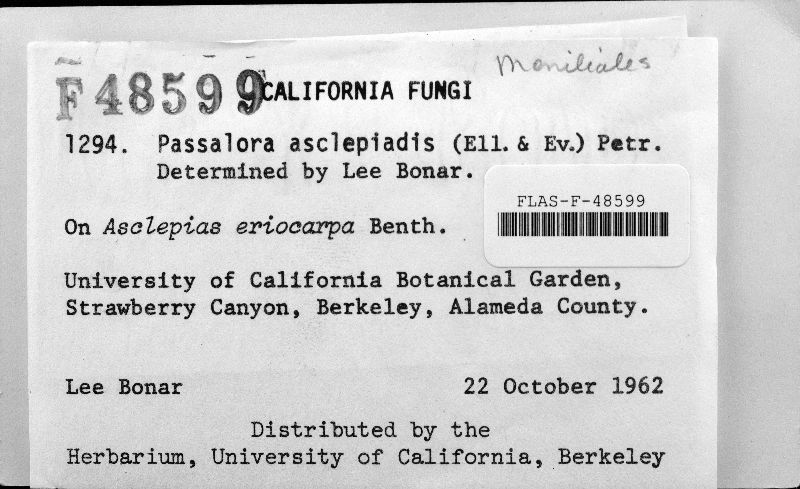 Moniliales
F48599 CALIFORNIA FUNGI
1294. Passalora asclepiadis (Ell. & Ev.) Petr.
Determined by Lee Bonar.
FLAS-F-48599
On Asclepias eriocarpa Benth.
University of California Botanical Garden,
Strawberry Canyon, Berkeley, Alameda County.
Lee Bonar 22 October 1962
Distributed by the
Herbarium, University of California, Berkeley